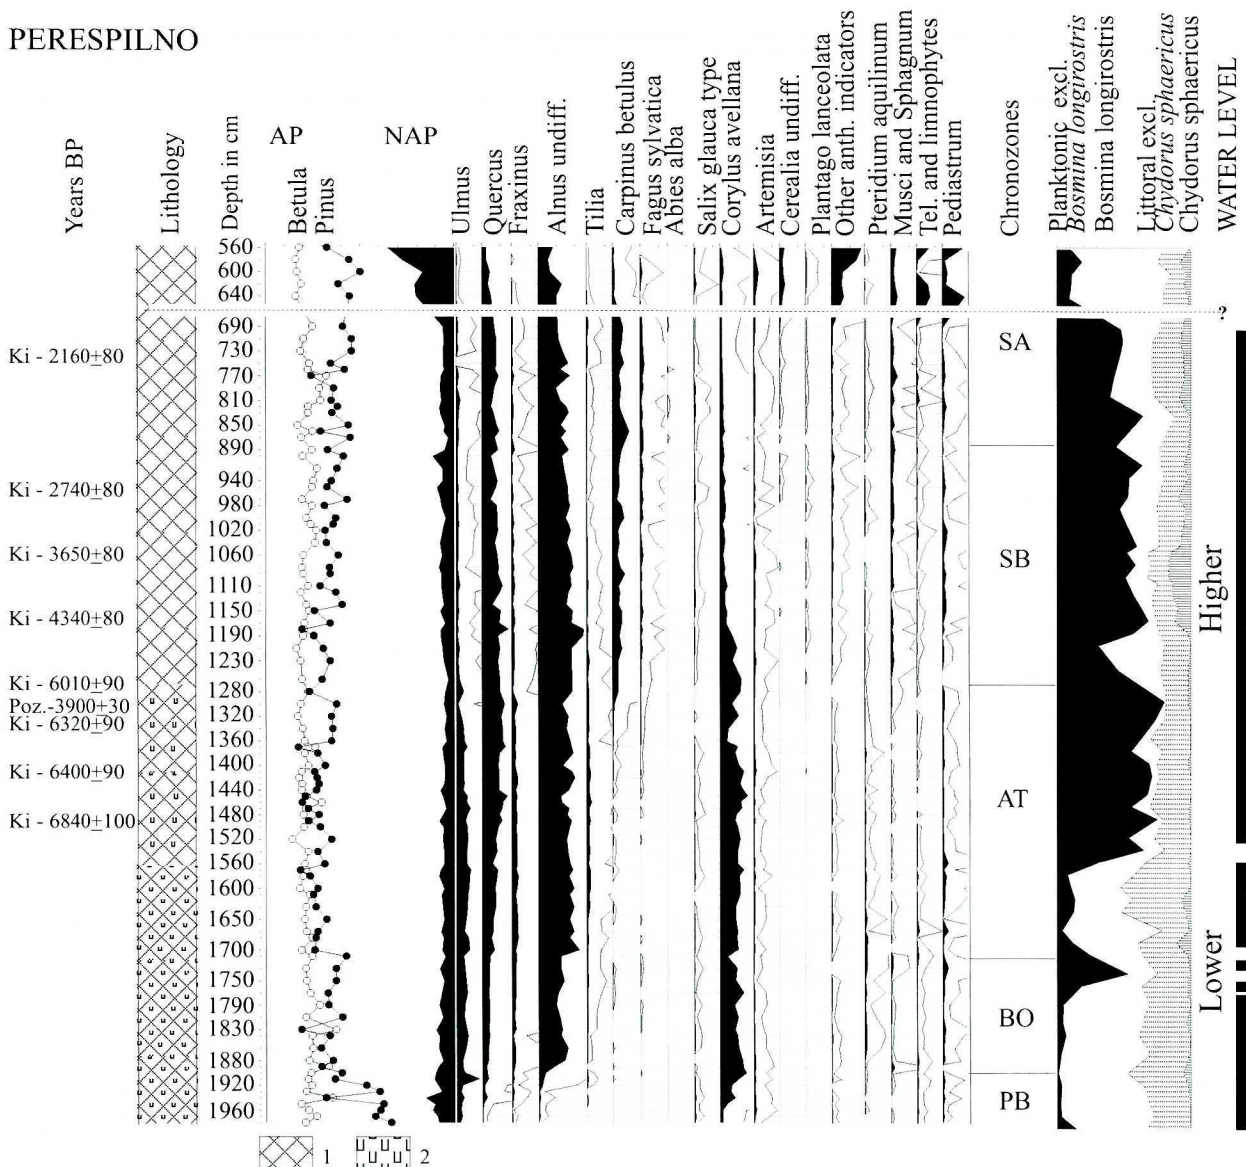 PERESPILNO
Years BP
Lithology
Depth in cm
AP
Betula
Pinus
NAP
Ulmus
Quercus
Fraxinus
Alnus undiff.
Tilia
Carpinus betulus
Fagus sylvatica
Abies alba
Salix glauca type
Corylus avellana
Artemisia
Cerealia undiff.
Plantago lanceolata
Other anth. indicators
Pteridium aquilinum
Musci and Sphagnum
Tel. and limnophytes
Pediastrum
Chronozones
Planktonic excl.
Bosmina longirostris
Bosmina longirostris
Littoral excl.
Chydorus sphaericus
Chydorus sphaericus
WATER LEVEL
560
600
640
?
690
730
Ki - 2160±80
770
810
850
890
940
Ki - 2740±80
980
1020
Ki - 3650±80
1060
1110
1150
Ki - 4340±80
1190
1230
Ki - 6010±90
1280
Poz.-3900±30
1320
Ki - 6320±90
1360
1400
Ki - 6400±90
1440
1480
Ki - 6840±100
1520
1560
1600
1650
1700
1750
1790
1830
1880
1920
1960
SA
SB
AT
BO
PB
Higher
Lower
1
2